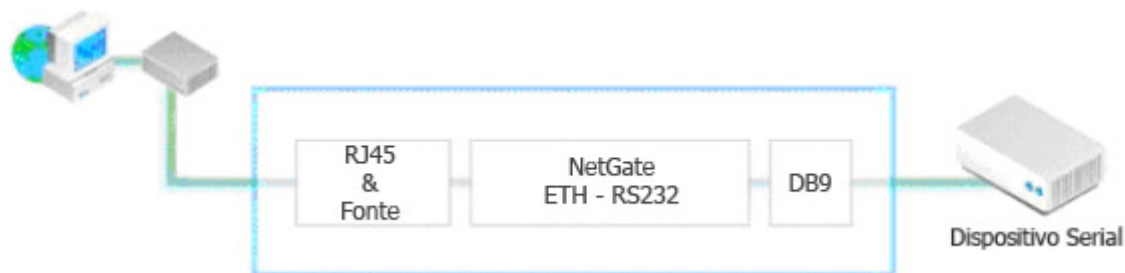 RJ45
&
Fonte
NetGate
ETH - RS232
DB9
Dispositivo Serial